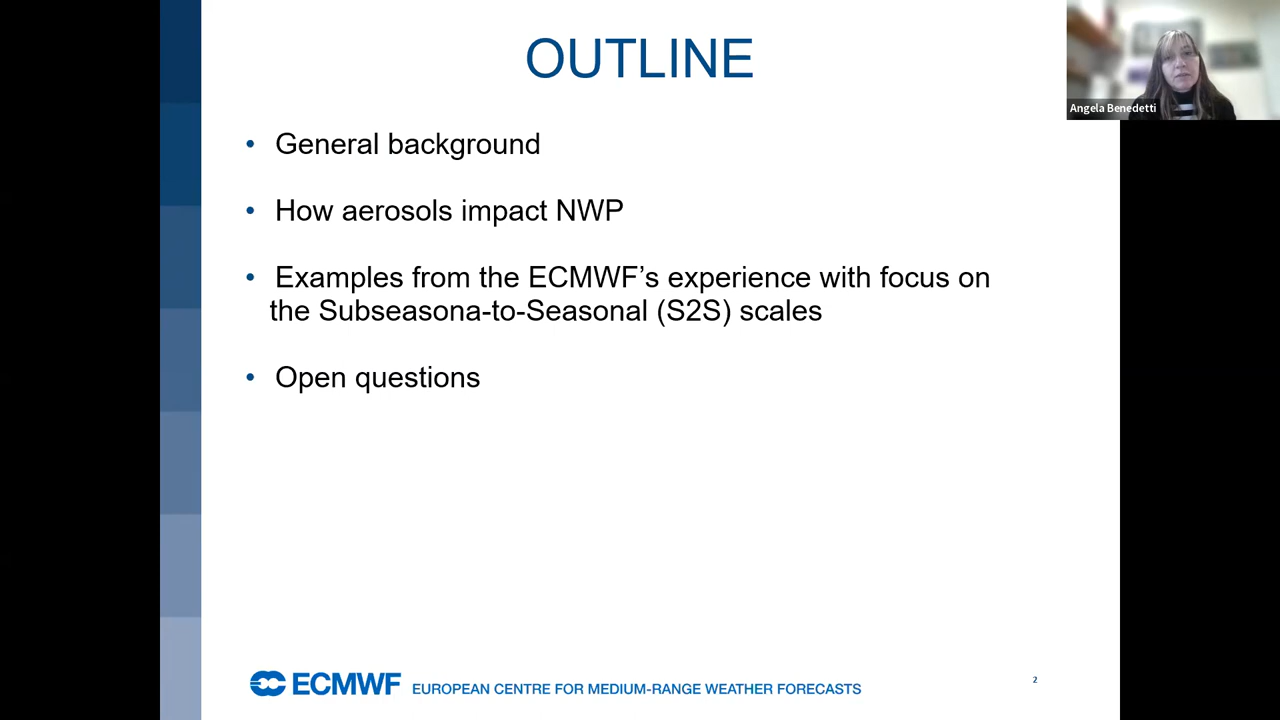 OUTLINE
Angela Benedetti
• General background
• How aerosols impact NWP
• Examples from the ECMWF’s experience with focus on
the Subseasona-to-Seasonal (S2S) scales
• Open questions
ECMWF EUROPEAN CENTRE FOR MEDIUM-RANGE WEATHER FORECASTS
2